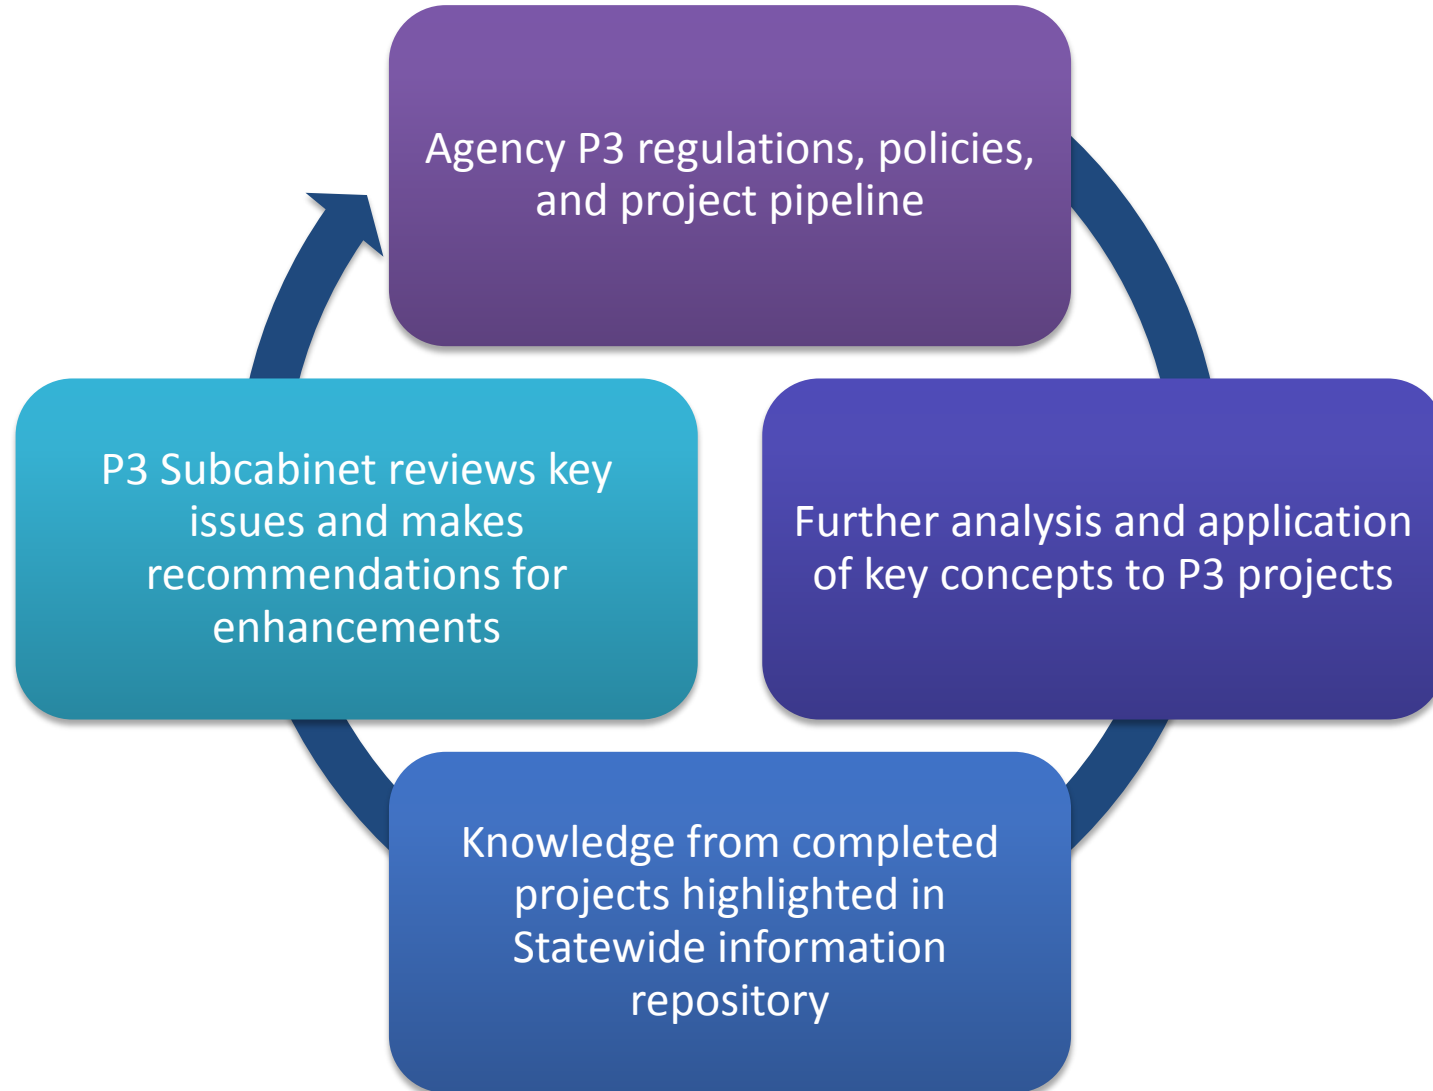 Agency P3 regulations, policies,
and project pipeline
P3 Subcabinet reviews key
issues and makes
recommendations for
enhancements
Further analysis and application
of key concepts to P3 projects
Knowledge from completed
projects highlighted in
Statewide information
repository